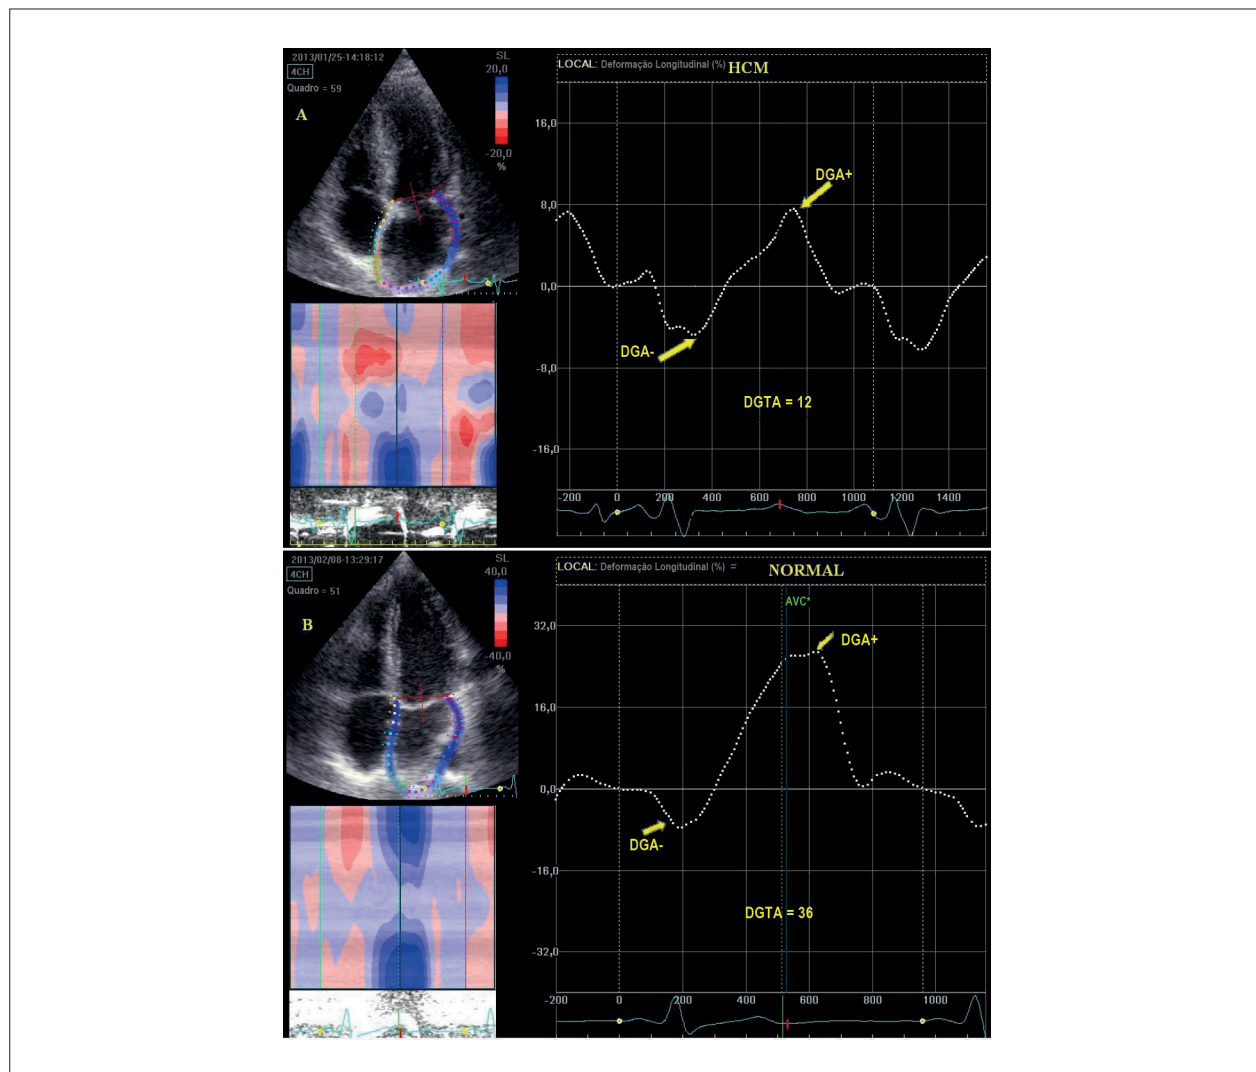 2013/01/25-14:18:12
4CH
Quadro = 59
A
SL
20,0
-20,0
%
LOCAL: Deformação Longitudinal (%) HCM
16,0
8,0
0,0
-8,0
-16,0
DGA+
DGA-
DGTA = 12
-200 0 200 400 600 800 1000 1200 1400
2013/02/08-13:29:17
4CH
Quadro = 51
B
SL
40,0
-40,0
%
LOCAL: Deformação Longitudinal (%) = NORMAL
AVC*
32,0
16,0
0,0
-16,0
-32,0
DGA+
DGA-
DGTA = 36
-200 0 200 400 600 800 1000